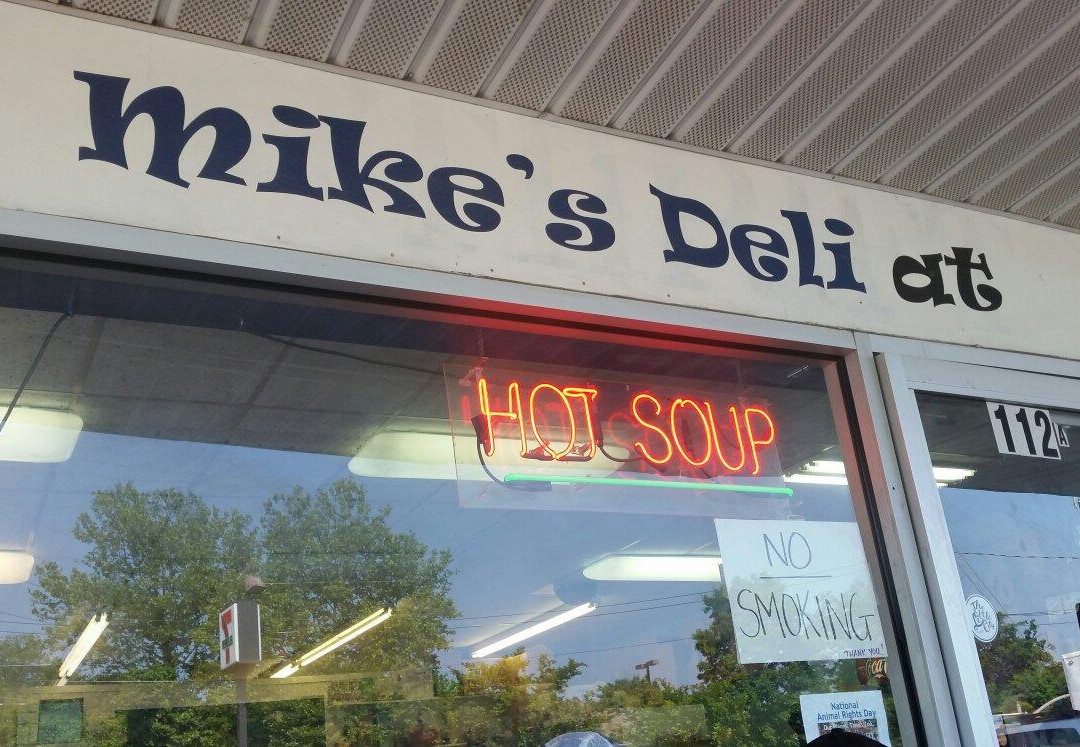 Mike's Deli at
HOT SOUP
112A
NO
SMOKING
THANK YOU
National
Animal Rights Day